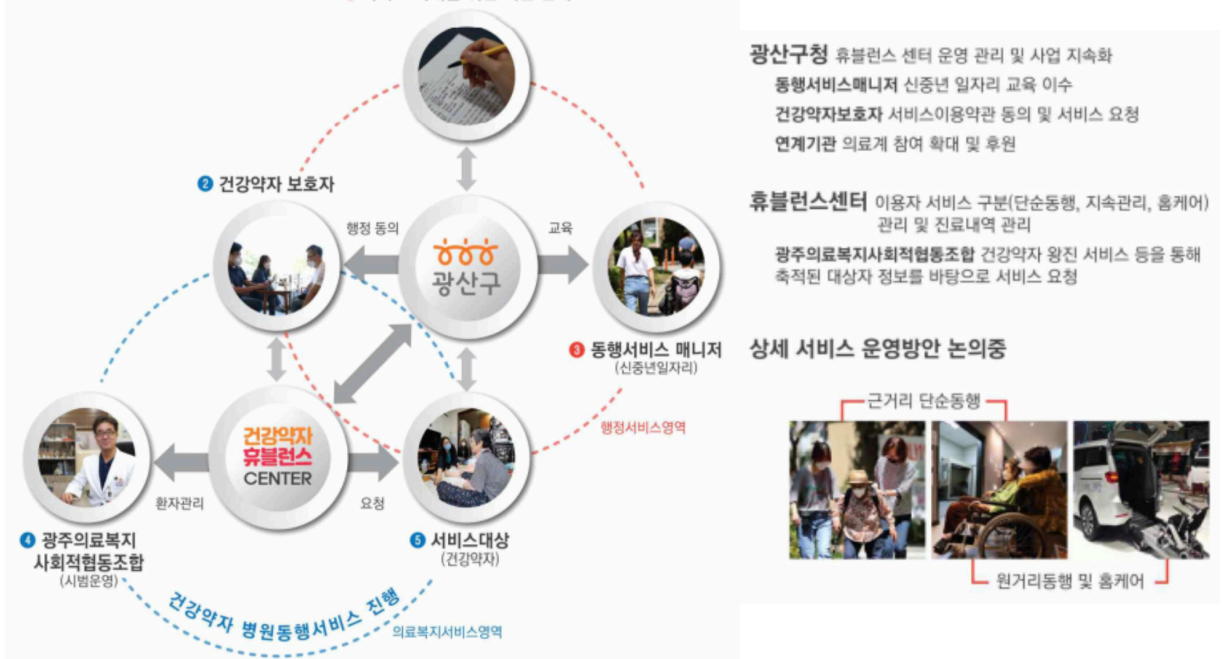 ② 건강약자 보호자
행정 동의
교육
광산구
③ 동행서비스 매니저
(신중년일자리)
행정서비스영역
건강약자
휴블런스
CENTER
환자관리
요청
④ 광주의료복지
사회적협동조합
(시범운영)
⑤ 서비스대상
(건강약자)
건강약자 병원동행서비스 진행
의료복지서비스영역
광산구청 휴블런스 센터 운영 관리 및 사업 지속화
동행서비스매니저 신중년 일자리 교육 이수
건강약자보호자 서비스이용약관 동의 및 서비스 요청
연계기관 의료계 참여 확대 및 후원
휴블런스센터 이용자 서비스 구분(단순동행, 지속관리, 홈케어)
관리 및 진료내역 관리
광주의료복지사회적협동조합 건강약자 왕진 서비스 등을 통해
축적된 대상자 정보를 바탕으로 서비스 요청
상세 서비스 운영방안 논의중
근거리 단순동행
원거리동행 및 홈케어